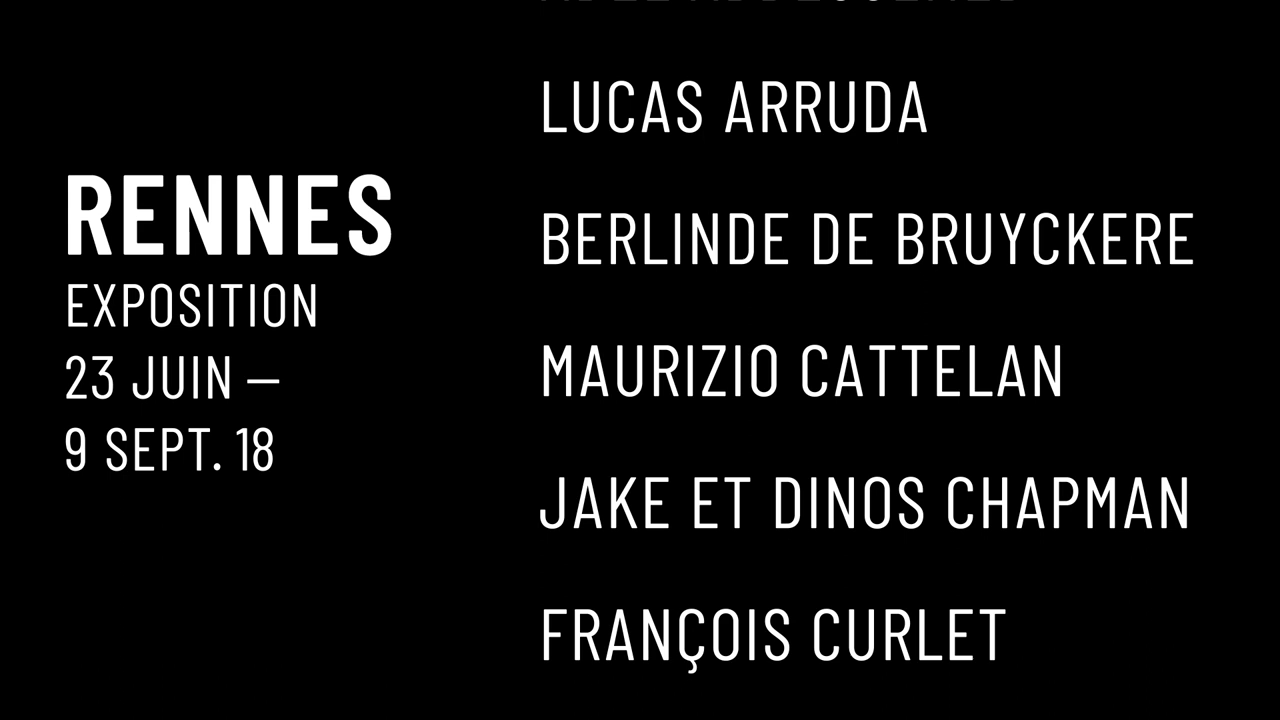 RENNES
EXPOSITION
23 JUIN —
9 SEPT. 18
LUCAS ARRUDA
BERLINDE DE BRUYCKERE
MAURIZIO CATTELAN
JAKE ET DINOS CHAPMAN
FRANÇOIS CURLET